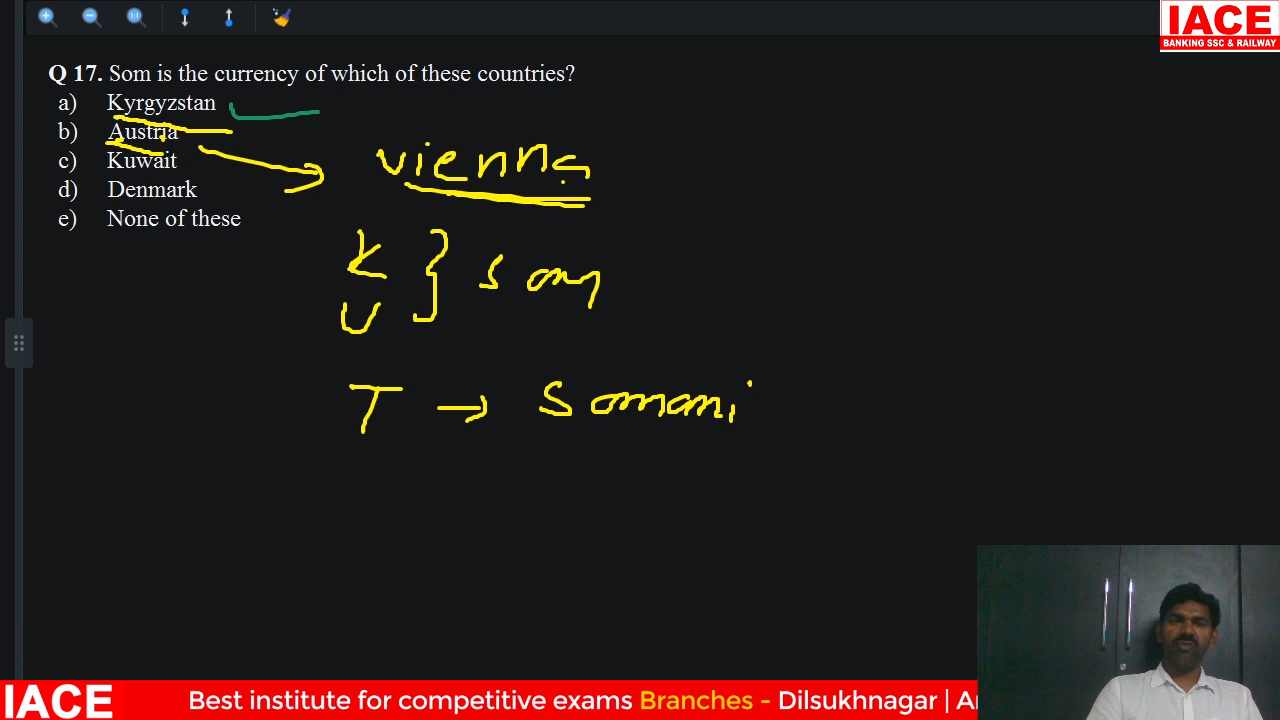 IACE
BANKING SSC & RAILWAY
Q 17. Som is the currency of which of these countries?
a) Kyrgyzstan
b) Austria
c) Kuwait
d) Denmark
e) None of these
vienna
K
U } som
T → Somani
IACE
Best institute for competitive exams Branches - Dilsukhnagar | A